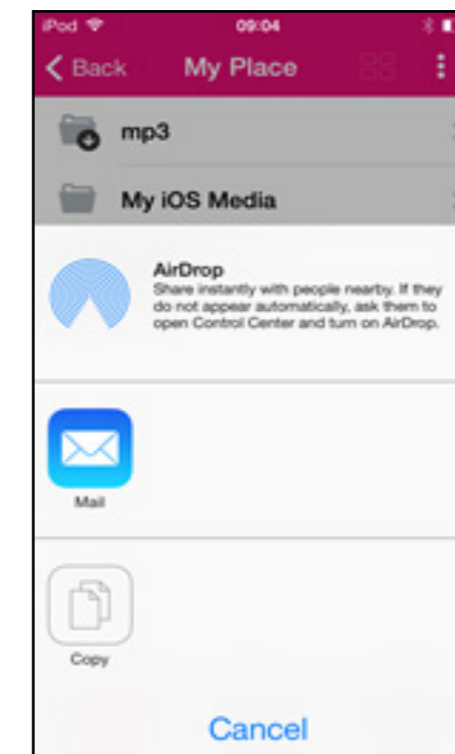 iPod 09:04
Back My Place
mp3
My iOS Media
AirDrop
Share instantly with people nearby. If they
do not appear automatically, ask them to
open Control Center and turn on AirDrop.
Mail
Copy
Cancel